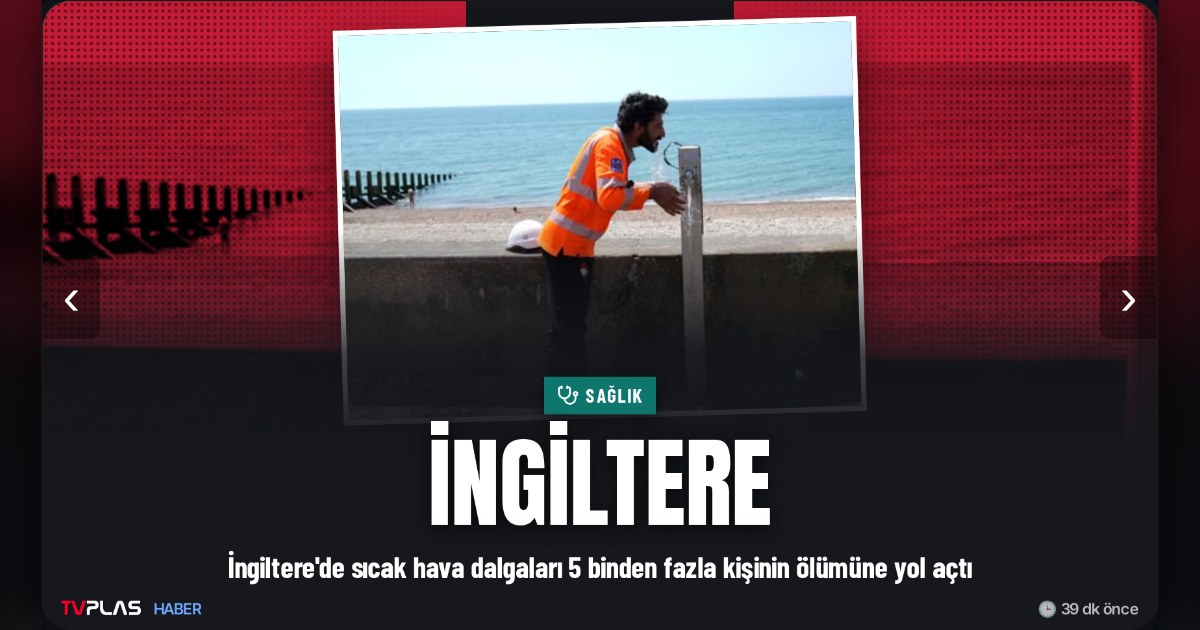 SAĞLIK
İNGİLTERE
İngiltere'de sıcak hava dalgaları 5 binden fazla kişinin ölümüne yol açtı
TVPLAS HABER
39 dk önce